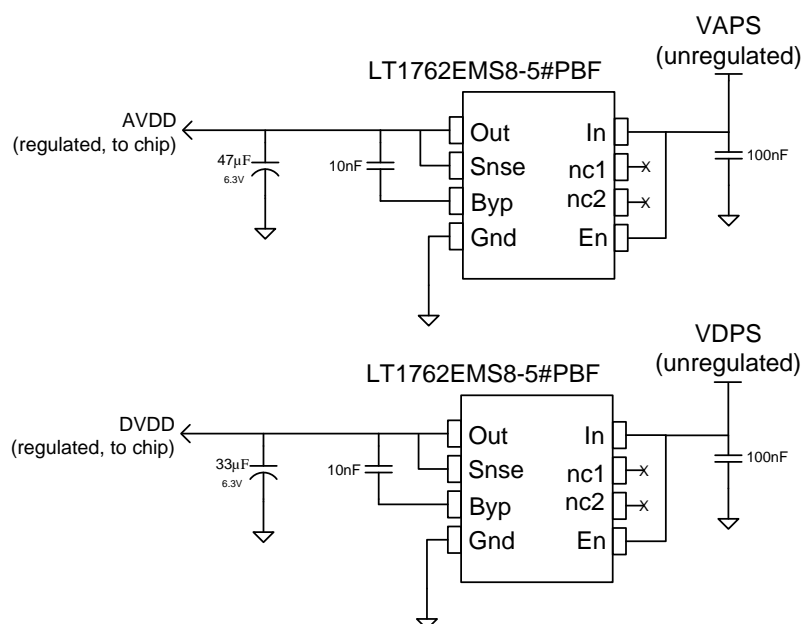 VAPS
(unregulated)
LT1762EMS8-5#PBF
AVDD
(regulated, to chip)
47μF
6.3V
10nF
Out
Snse
Byp
Gnd
In
nc1
nc2
En
100nF
VDPS
(unregulated)
LT1762EMS8-5#PBF
DVDD
(regulated, to chip)
33μF
6.3V
10nF
Out
Snse
Byp
Gnd
In
nc1
nc2
En
100nF